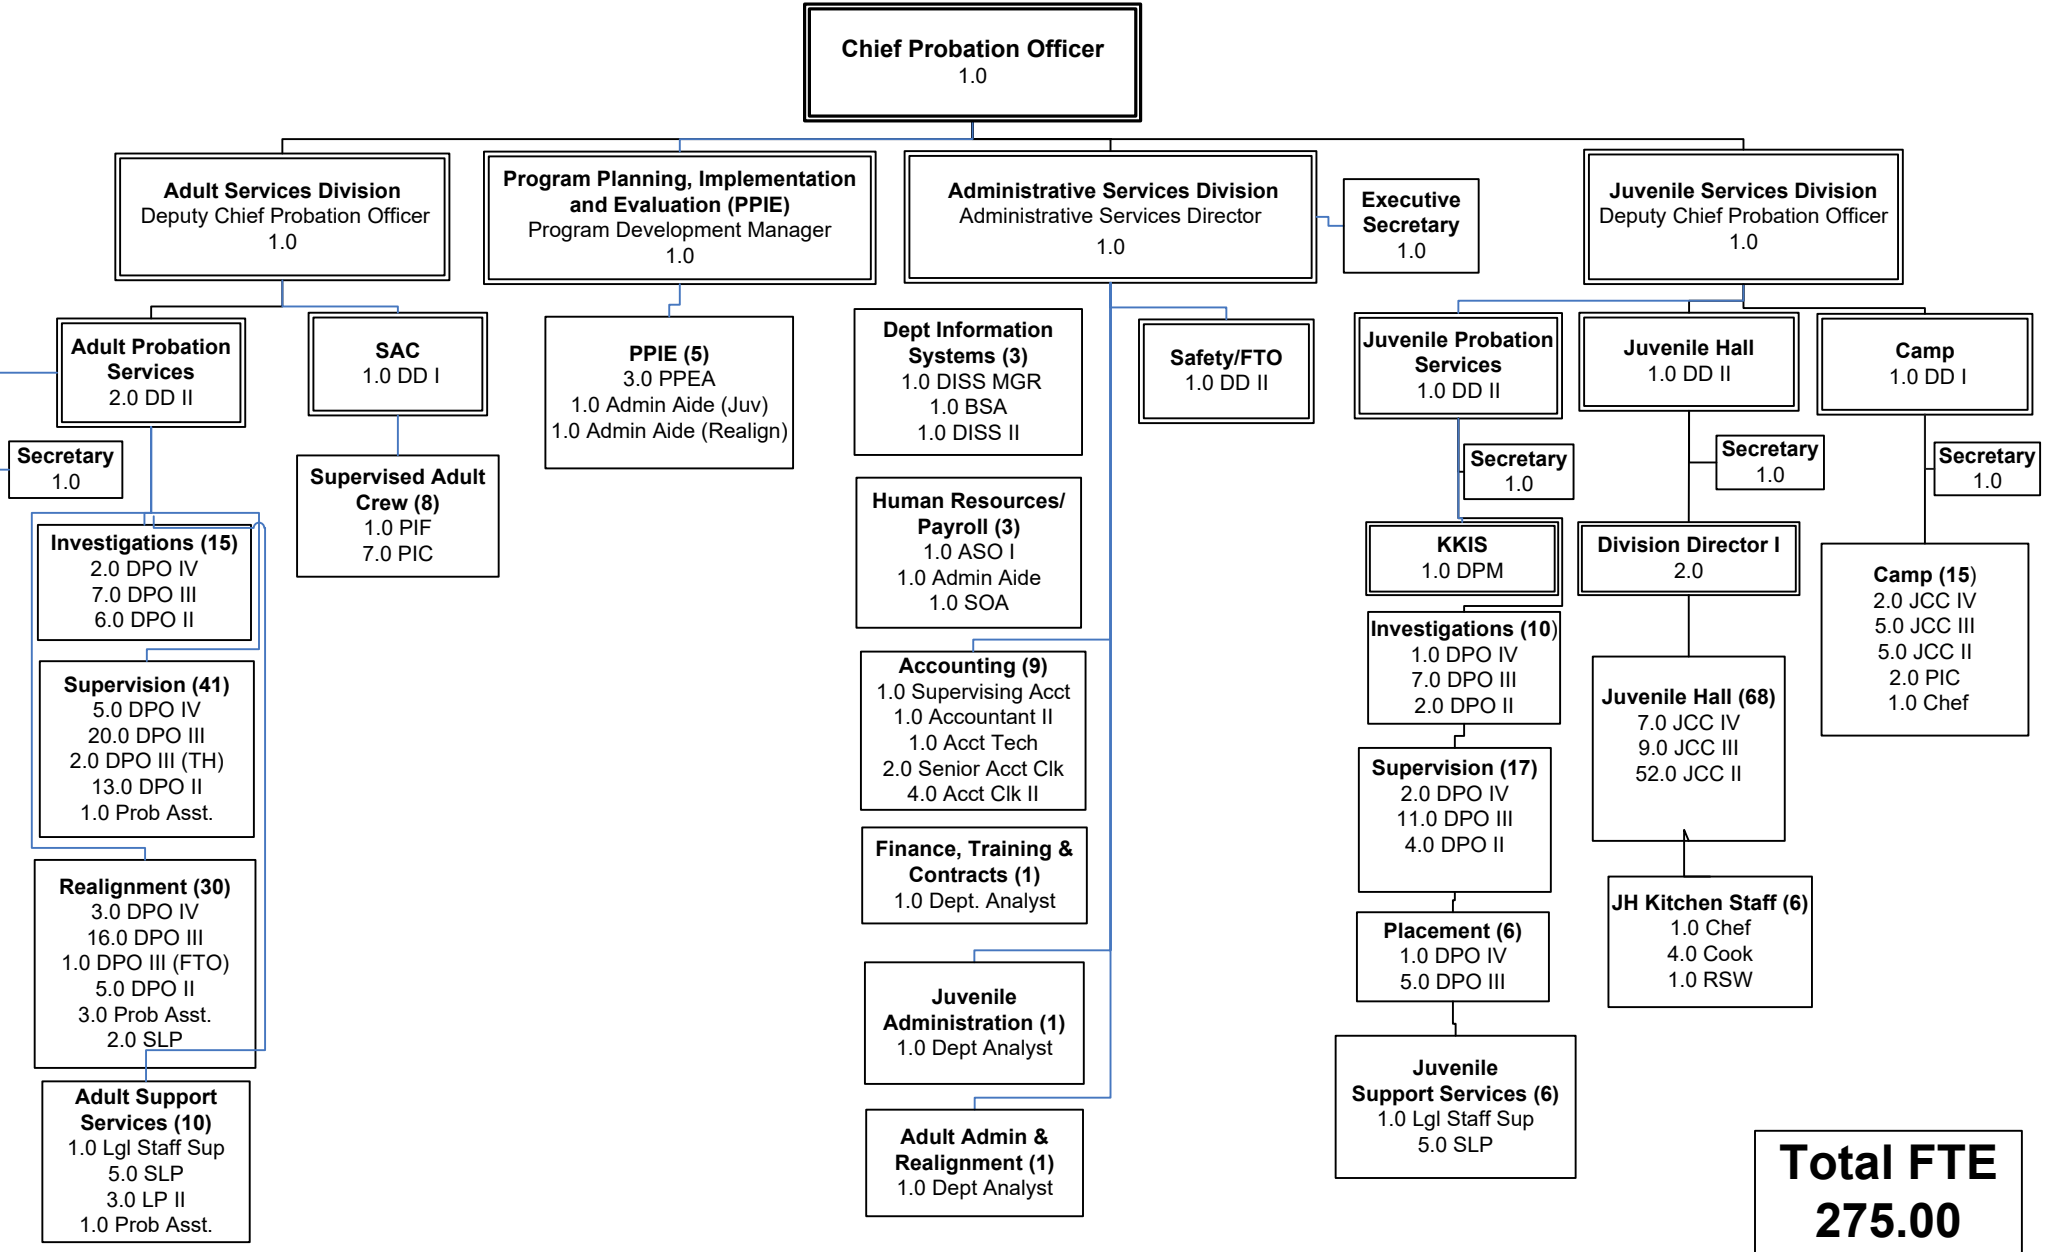 Chief Probation Officer
1.0
Adult Services Division
Deputy Chief Probation Officer
1.0
Program Planning, Implementation
and Evaluation (PPIE)
Program Development Manager
1.0
Administrative Services Division
Administrative Services Director
1.0
Executive
Secretary
1.0
Juvenile Services Division
Deputy Chief Probation Officer
1.0
Adult Probation
Services
2.0 DD II
SAC
1.0 DD I
PPIE (5)
3.0 PPEA
1.0 Admin Aide (Juv)
1.0 Admin Aide (Realign)
Dept Information
Systems (3)
1.0 DISS MGR
1.0 BSA
1.0 DISS II
Safety/FTO
1.0 DD II
Juvenile Probation
Services
1.0 DD II
Juvenile Hall
1.0 DD II
Camp
1.0 DD I
Secretary
1.0
Supervised Adult
Crew (8)
1.0 PIF
7.0 PIC
Human Resources/
Payroll (3)
1.0 ASO I
1.0 Admin Aide
1.0 SOA
Secretary
1.0
Secretary
1.0
Secretary
1.0
Investigations (15)
2.0 DPO IV
7.0 DPO III
6.0 DPO II
KKIS
1.0 DPM
Division Director I
2.0
Camp (15)
2.0 JCC IV
5.0 JCC III
5.0 JCC II
2.0 PIC
1.0 Chef
Supervision (41)
5.0 DPO IV
20.0 DPO III
2.0 DPO III (TH)
13.0 DPO II
1.0 Prob Asst.
Accounting (9)
1.0 Supervising Acct
1.0 Accountant II
1.0 Acct Tech
2.0 Senior Acct Clk
4.0 Acct Clk II
Investigations (10)
1.0 DPO IV
7.0 DPO III
2.0 DPO II
Juvenile Hall (68)
7.0 JCC IV
9.0 JCC III
52.0 JCC II
Supervision (17)
2.0 DPO IV
11.0 DPO III
4.0 DPO II
Realignment (30)
3.0 DPO IV
16.0 DPO III
1.0 DPO III (FTO)
5.0 DPO II
3.0 Prob Asst.
2.0 SLP
Finance, Training &
Contracts (1)
1.0 Dept. Analyst
Placement (6)
1.0 DPO IV
5.0 DPO III
JH Kitchen Staff (6)
1.0 Chef
4.0 Cook
1.0 RSW
Juvenile
Administration (1)
1.0 Dept Analyst
Adult Support
Services (10)
1.0 Lgl Staff Sup
5.0 SLP
3.0 LP II
1.0 Prob Asst.
Adult Admin &
Realignment (1)
1.0 Dept Analyst
Juvenile
Support Services (6)
1.0 Lgl Staff Sup
5.0 SLP
Total FTE
275.00